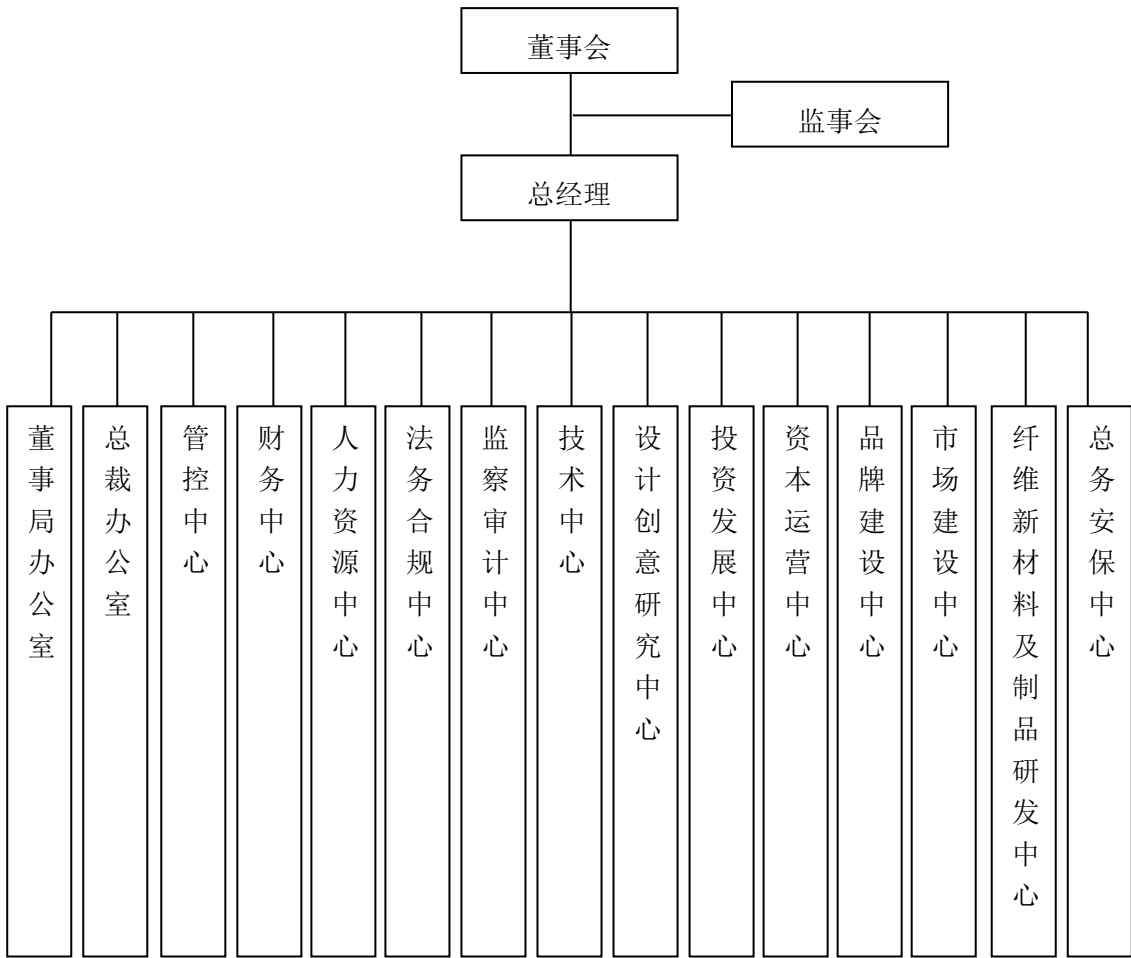 董事会
监事会
总经理
董事局办公室
总裁办公室
管控中心
财务中心
人力资源中心
法务合规中心
监察审计中心
技术中心
设计创意研究中心
投资发展中心
资本运营中心
品牌建设中心
市场建设中心
纤维新材料及制品研发中心
总务安保中心